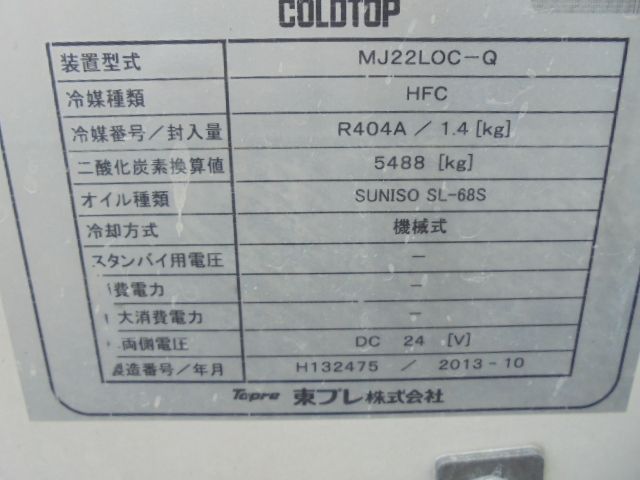 COLDTOP
装置型式 MJ22LOC-Q
冷媒種類 HFC
冷媒番号/封入量 R404A / 1.4 [kg]
二酸化炭素換算値 5488 [kg]
オイル種類 SUNISO SL-68S
冷却方式 機械式
スタンバイ用電圧 －
費電力 －
大消費電力 －
両側電圧 DC 24 [V]
製造番号/年月 H132475 / 2013-10
Topre 東プレ株式会社